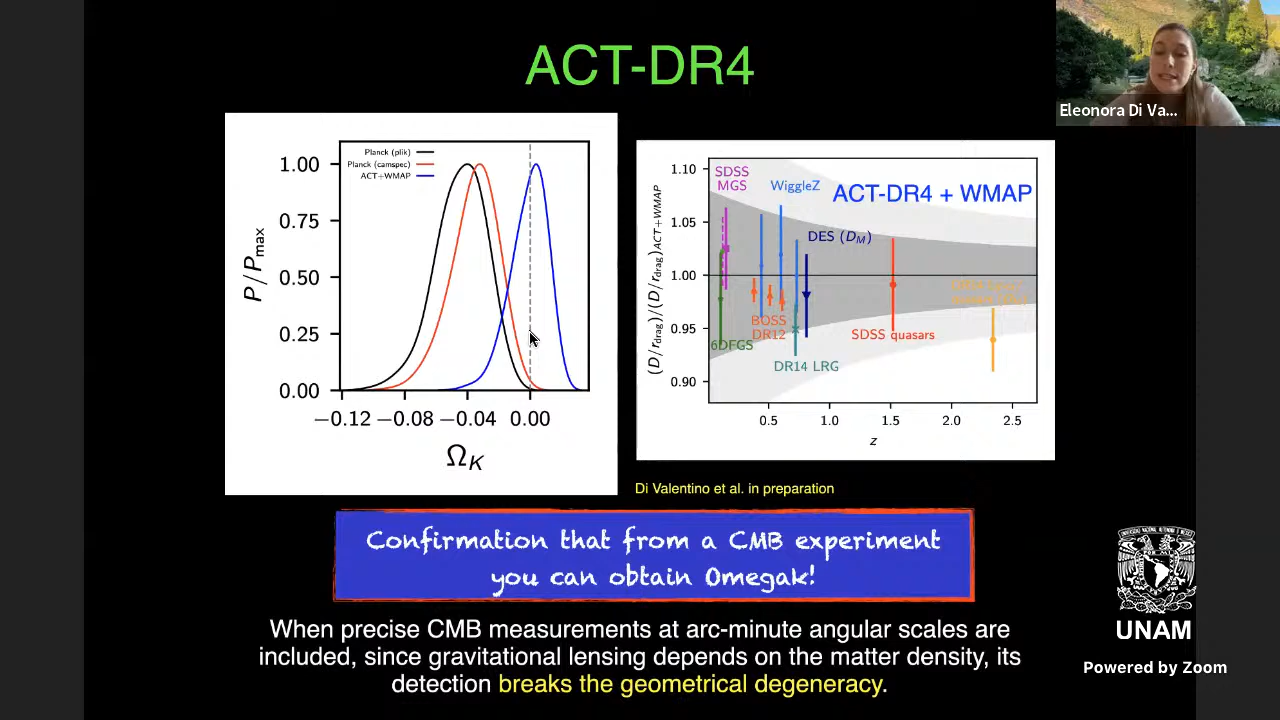 ACT-DR4
Eleonora Di Va...
Planck (plik)
Planck (camspec)
ACT+WMAP
1.00
0.75
0.50
0.25
0.00
P/Pmax
−0.12 −0.08 −0.04 0.00
ΩK
1.10
1.05
1.00
0.95
0.90
(D/rdrag)/(D/rdrag)ACT+WMAP
SDSS
MGS
WiggleZ
ACT-DR4 + WMAP
DES (DM)
BOSS
DR12
6DFGS
DR14 LRG
SDSS quasars
0.5 1.0 1.5 2.0 2.5
z
Di Valentino et al. in preparation
Confirmation that from a CMB experiment
you can obtain Omegak!
When precise CMB measurements at arc-minute angular scales are
included, since gravitational lensing depends on the matter density, its
detection breaks the geometrical degeneracy.
UNAM
Powered by Zoom